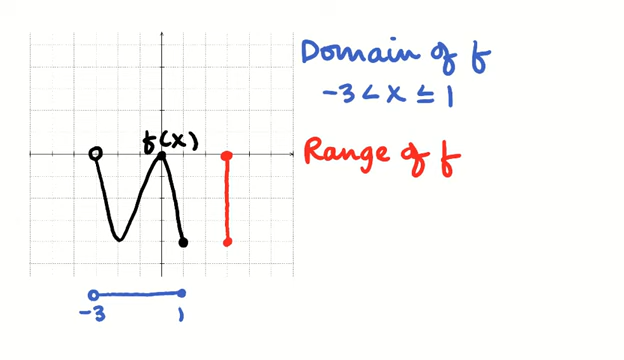 Domain of f
-3 < x ≤ 1
f(x)
Range of f
-3 1